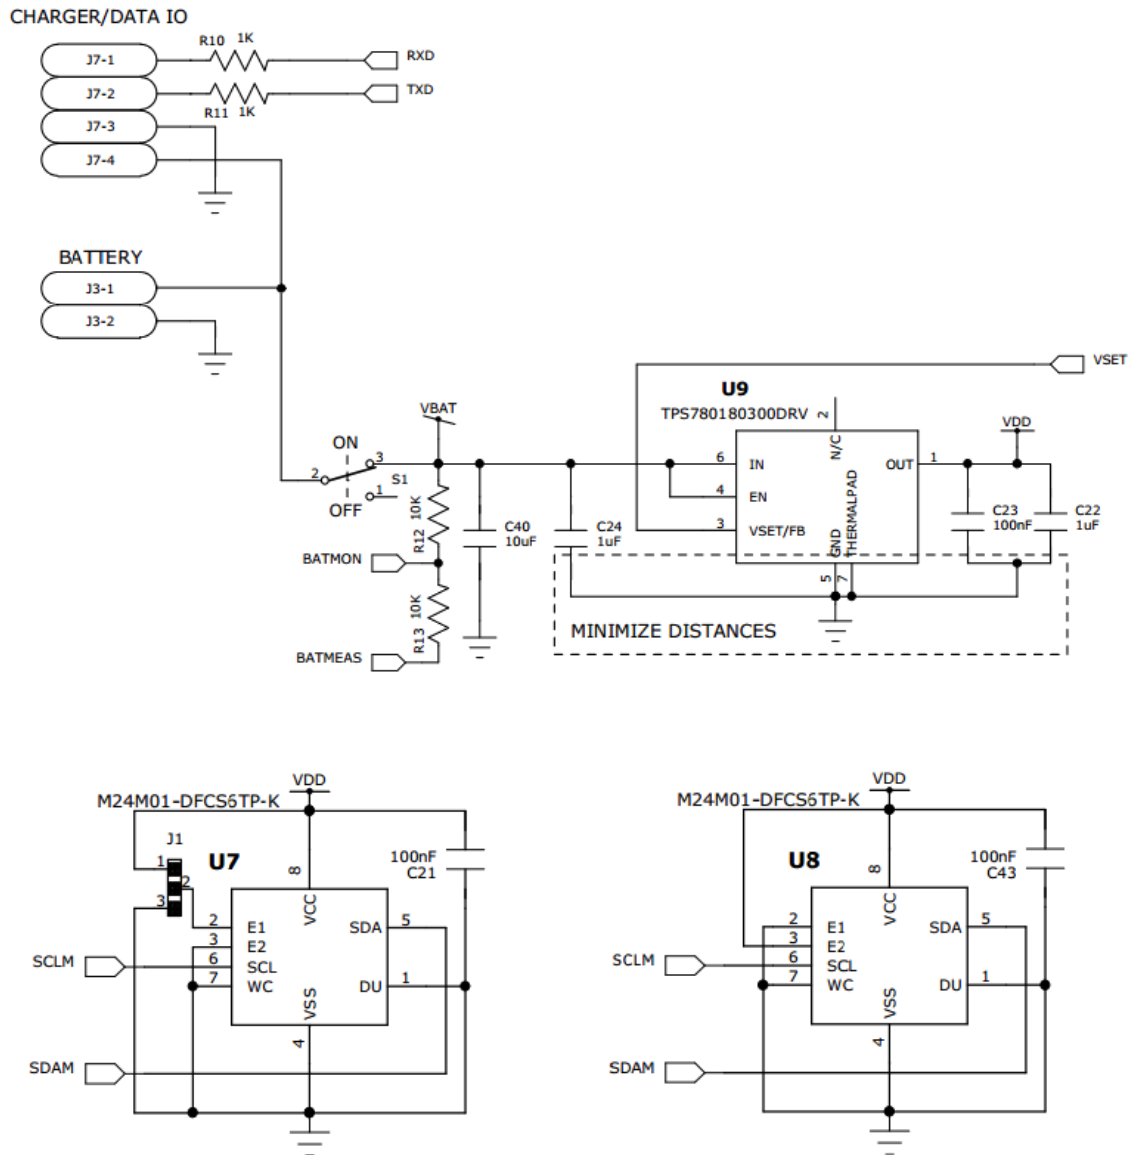 CHARGER/DATA IO
J7-1
R10 1K
RXD
J7-2
R11 1K
TXD
J7-3
J7-4
BATTERY
J3-1
J3-2
VSET
U9
TPS780180300DRV
VBAT
ON
OFF
2
3
1
S1
R12 10K
BATMON
R13 10K
BATMEAS
C40
10uF
C24
1uF
6 IN
4 EN
3 VSET/FB
2 N/C
OUT 1
GND 5
THERMALPAD 7
VDD
C23
100nF
C22
1uF
MINIMIZE DISTANCES
VDD
M24M01-DFCS6TP-K
J1
1
2
3
U7
100nF
C21
8 VCC
2 E1
3 E2
6 SCL
7 WC
SDA 5
DU 1
VSS 4
SCLM
SDAM
VDD
M24M01-DFCS6TP-K
U8
100nF
C43
8 VCC
2 E1
3 E2
6 SCL
7 WC
SDA 5
DU 1
VSS 4
SCLM
SDAM